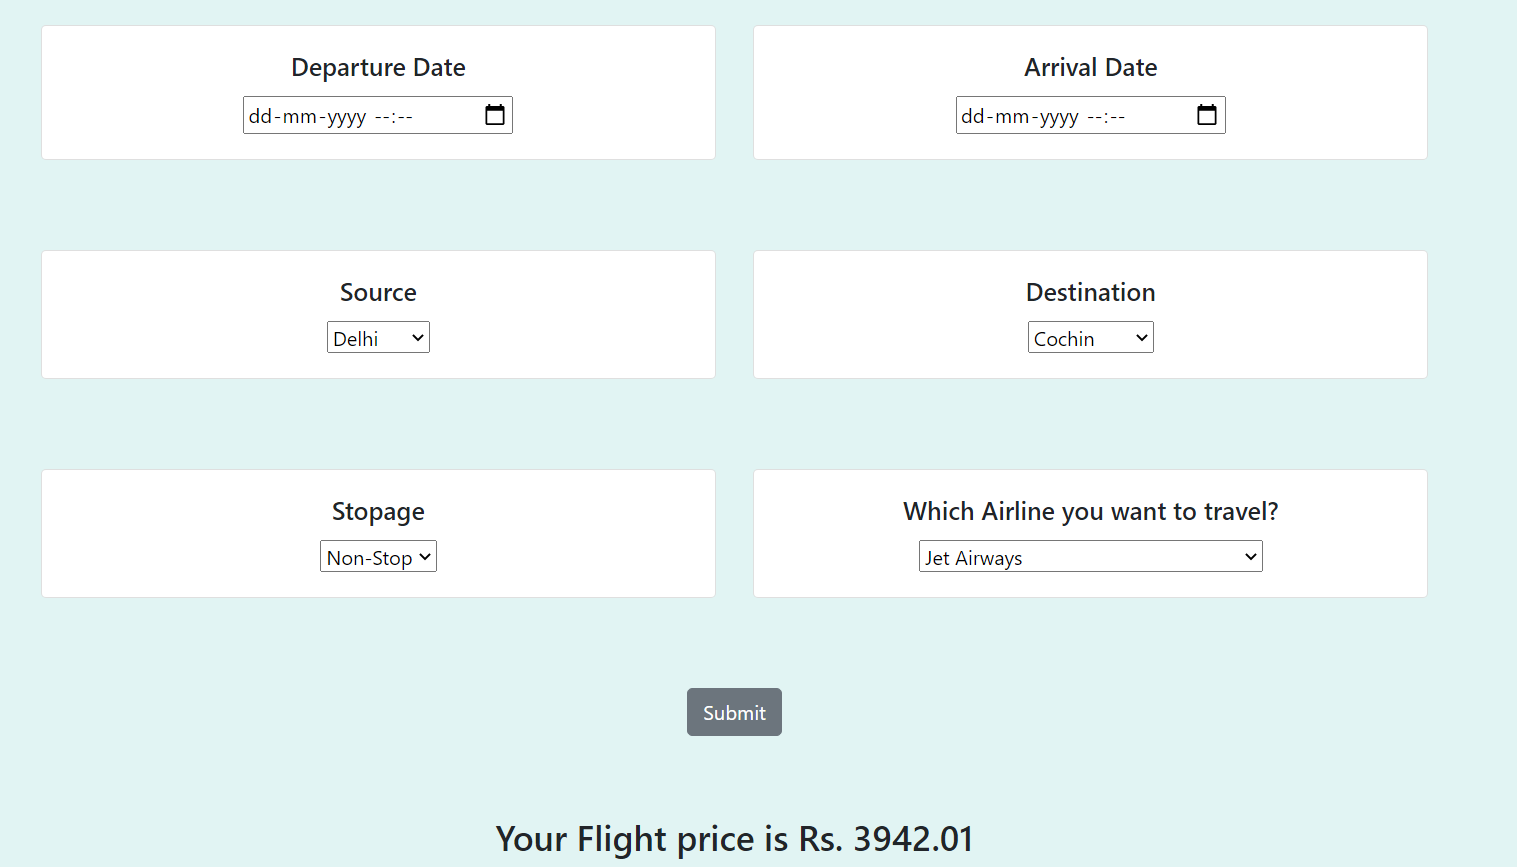 Departure Date
Arrival Date
dd-mm-yyyy --:--
dd-mm-yyyy --:--
Source
Destination
Delhi
Cochin
Stopage
Which Airline you want to travel?
Non-Stop
Jet Airways
Submit
Your Flight price is Rs. 3942.01